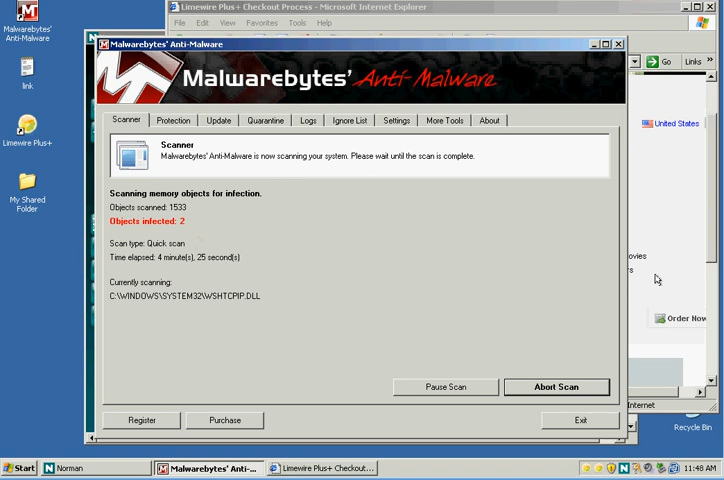 Malwarebytes'
Anti-Malware
link
Limewire Plus+
My Shared
Folder
Limewire Plus+ Checkout Process - Microsoft Internet Explorer
File Edit View Favorites Tools Help
Go Links »
United States
ovies
rs
Order Now
Internet
Recycle Bin
Malwarebytes' Anti-Malware
Malwarebytes' Anti-Malware
Scanner Protection Update Quarantine Logs Ignore List Settings More Tools About
Scanner
Malwarebytes' Anti-Malware is now scanning your system. Please wait until the scan is complete.
Scanning memory objects for infection.
Objects scanned: 1533
Objects infected: 2
Scan type: Quick scan
Time elapsed: 4 minute(s), 25 second(s)
Currently scanning:
C:\WINDOWS\SYSTEM32\WSHTCPIP.DLL
Pause Scan Abort Scan
Register Purchase Exit
Start Norman Malwarebytes' Anti-... Limewire Plus+ Checkout... 11:48 AM